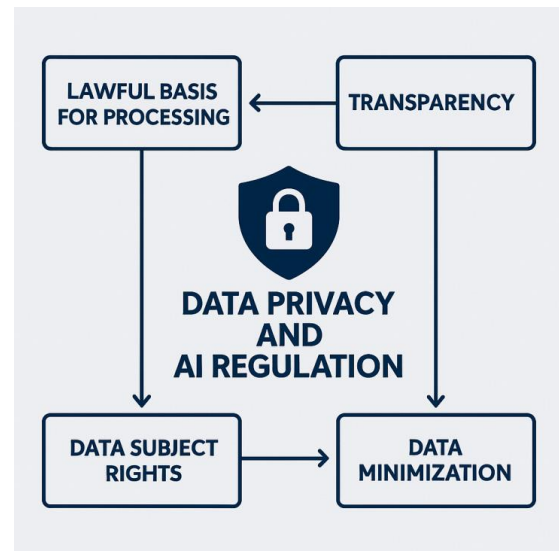 LAWFUL BASIS
FOR PROCESSING
TRANSPARENCY
DATA PRIVACY
AND
AI REGULATION
DATA SUBJECT
RIGHTS
DATA
MINIMIZATION